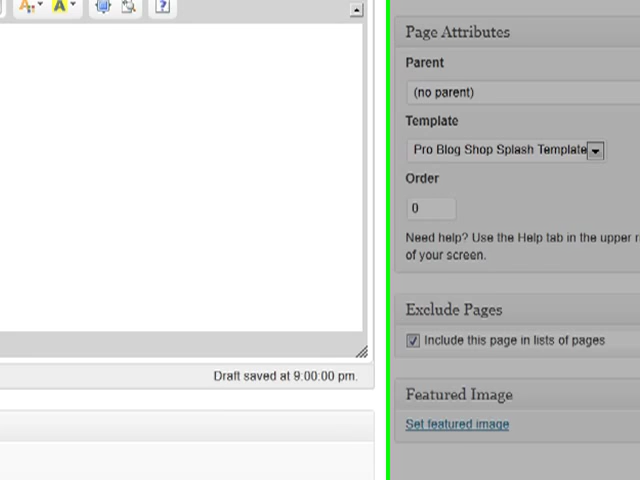 Page Attributes
Parent
(no parent)
Template
Pro Blog Shop Splash Template
Order
0
Need help? Use the Help tab in the upper
of your screen.
Exclude Pages
Include this page in lists of pages
Draft saved at 9:00:00 pm.
Featured Image
Set featured image